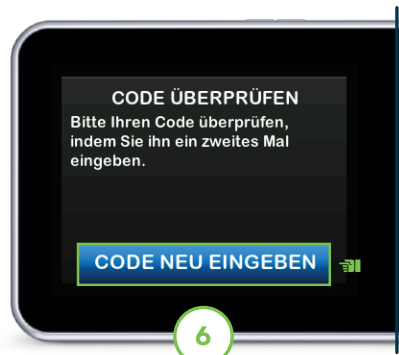 CODE ÜBERPRÜFEN
Bitte Ihren Code überprüfen,
indem Sie ihn ein zweites Mal
eingeben.
CODE NEU EINGEBEN
6